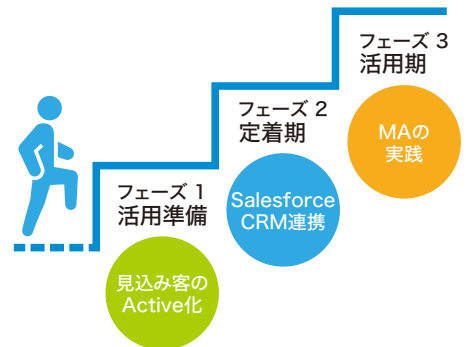 フェーズ 1
活用準備
見込み客の
Active化
フェーズ 2
定着期
Salesforce
CRM連携
フェーズ 3
活用期
MAの
実践